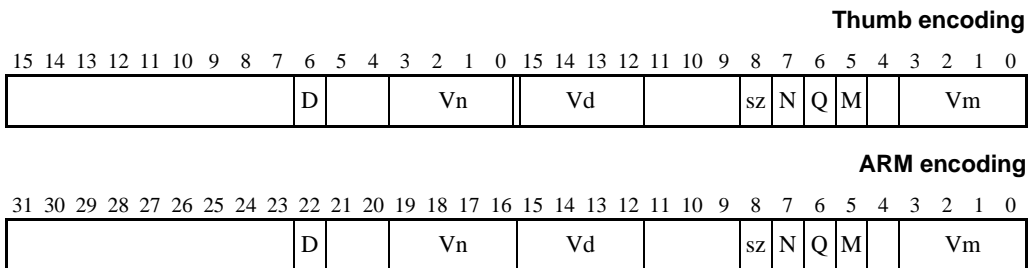 Thumb encoding
15 14 13 12 11 10 9 8 7 6 5 4 3 2 1 0 15 14 13 12 11 10 9 8 7 6 5 4 3 2 1 0
D Vn Vd sz N Q M Vm
ARM encoding
31 30 29 28 27 26 25 24 23 22 21 20 19 18 17 16 15 14 13 12 11 10 9 8 7 6 5 4 3 2 1 0
D Vn Vd sz N Q M Vm